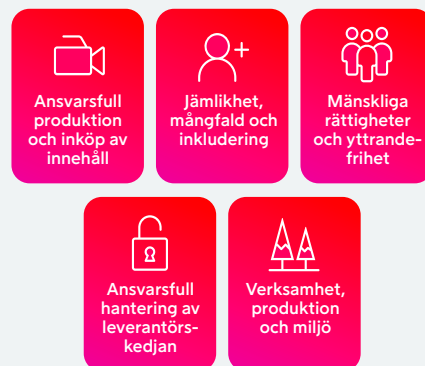 Ansvarsfull
produktion
och inköp av
innehåll
Jämlikhet,
mångfald och
inkludering
Mänskliga
rättigheter
och yttrande-
frihet
Ansvarsfull
hantering av
leverantörs-
kedjan
Verksamhet,
produktion
och miljö